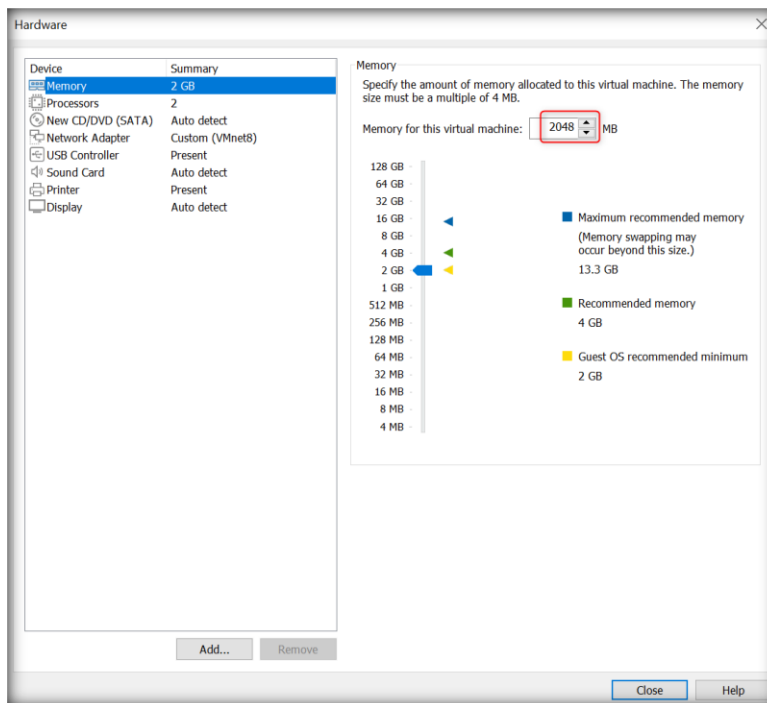 Hardware
Device Summary
Memory 2 GB
Processors 2
New CD/DVD (SATA) Auto detect
Network Adapter Custom (VMnet8)
USB Controller Present
Sound Card Auto detect
Printer Present
Display Auto detect
Add... Remove
Memory
Specify the amount of memory allocated to this virtual machine. The memory
size must be a multiple of 4 MB.
Memory for this virtual machine: 2048 MB
128 GB
64 GB
32 GB
16 GB
8 GB
4 GB
2 GB
1 GB
512 MB
256 MB
128 MB
64 MB
32 MB
16 MB
8 MB
4 MB
Maximum recommended memory
(Memory swapping may
occur beyond this size.)
13.3 GB
Recommended memory
4 GB
Guest OS recommended minimum
2 GB
Close Help